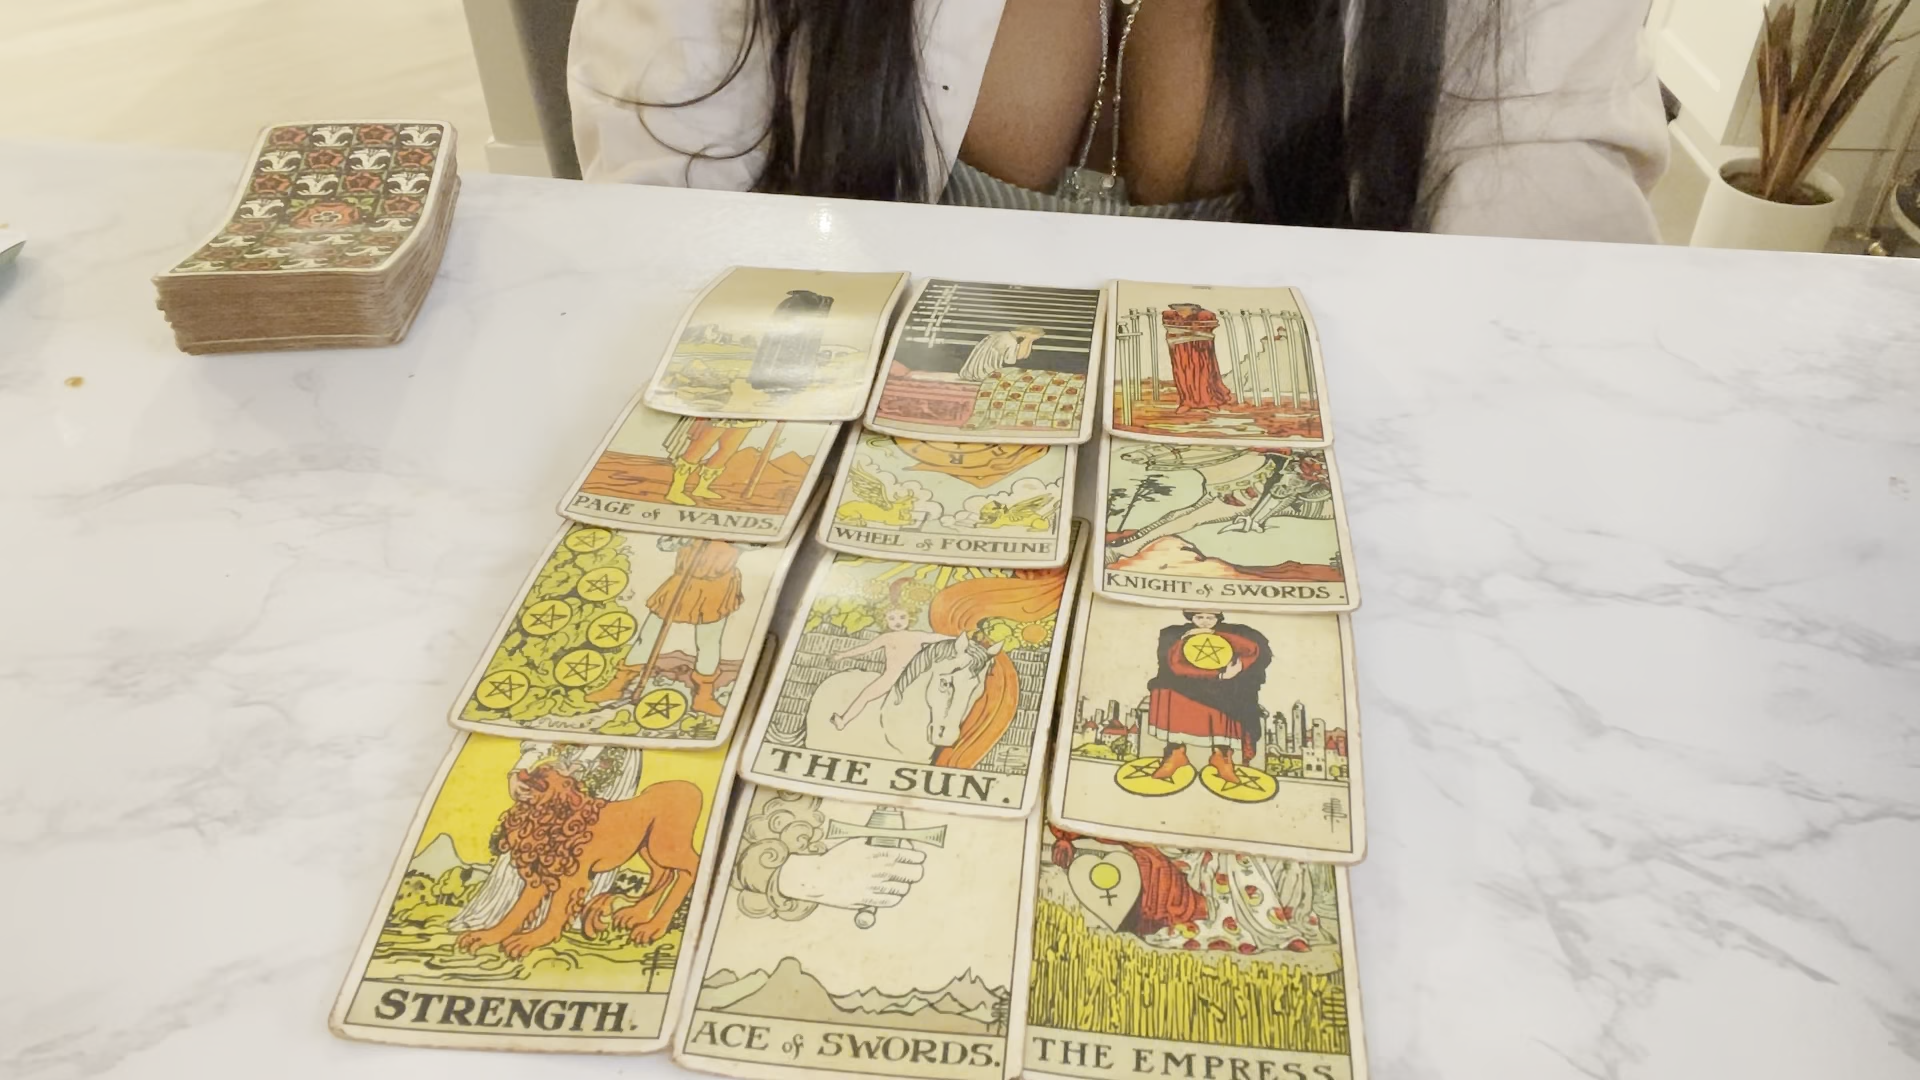 PAGE of WANDS.
WHEEL of FORTUNE
KNIGHT of SWORDS.
THE SUN.
STRENGTH.
ACE of SWORDS.
THE EMPRESS